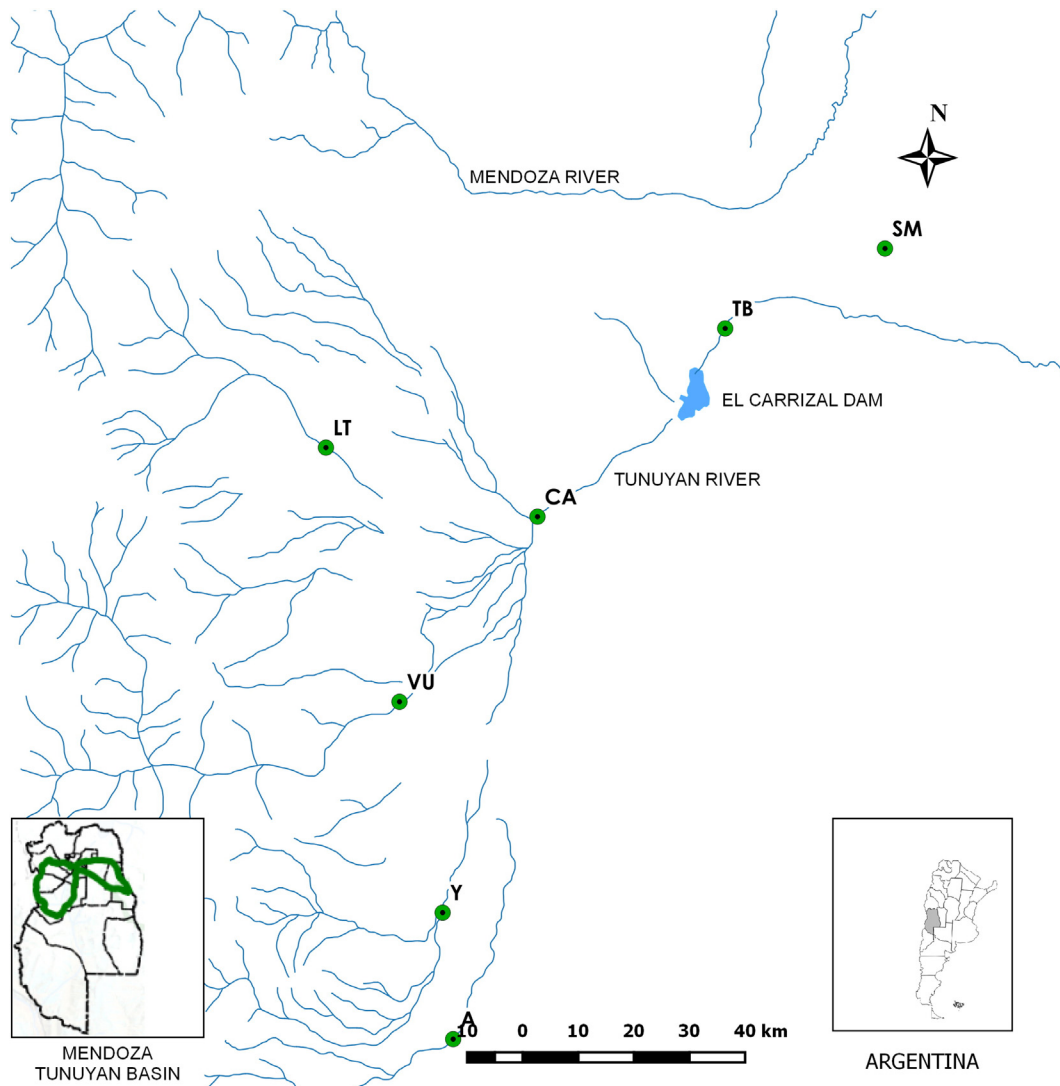 N
MENDOZA RIVER
SM
TB
EL CARRIZAL DAM
LT
TUNUYAN RIVER
CA
VU
Y
A
10 0 10 20 30 40 km
MENDOZA
TUNUYAN BASIN
ARGENTINA